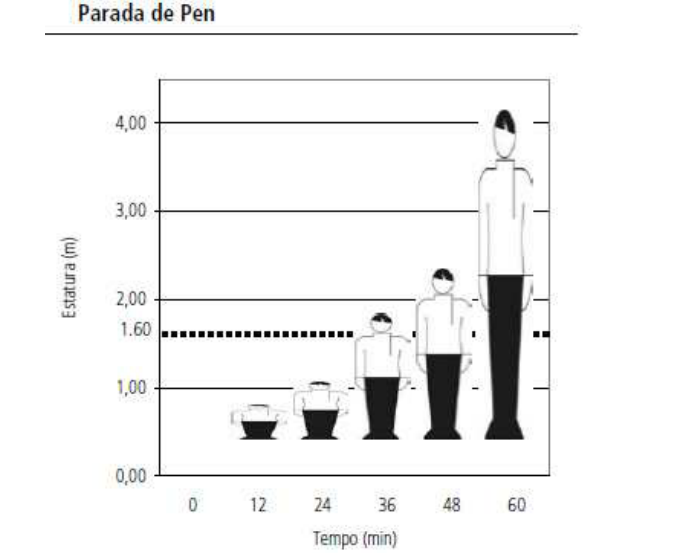 Parada de Pen
4,00
3,00
2,00
1.60
1,00
0,00
Estatura (m)
0 12 24 36 48 60
Tempo (min)